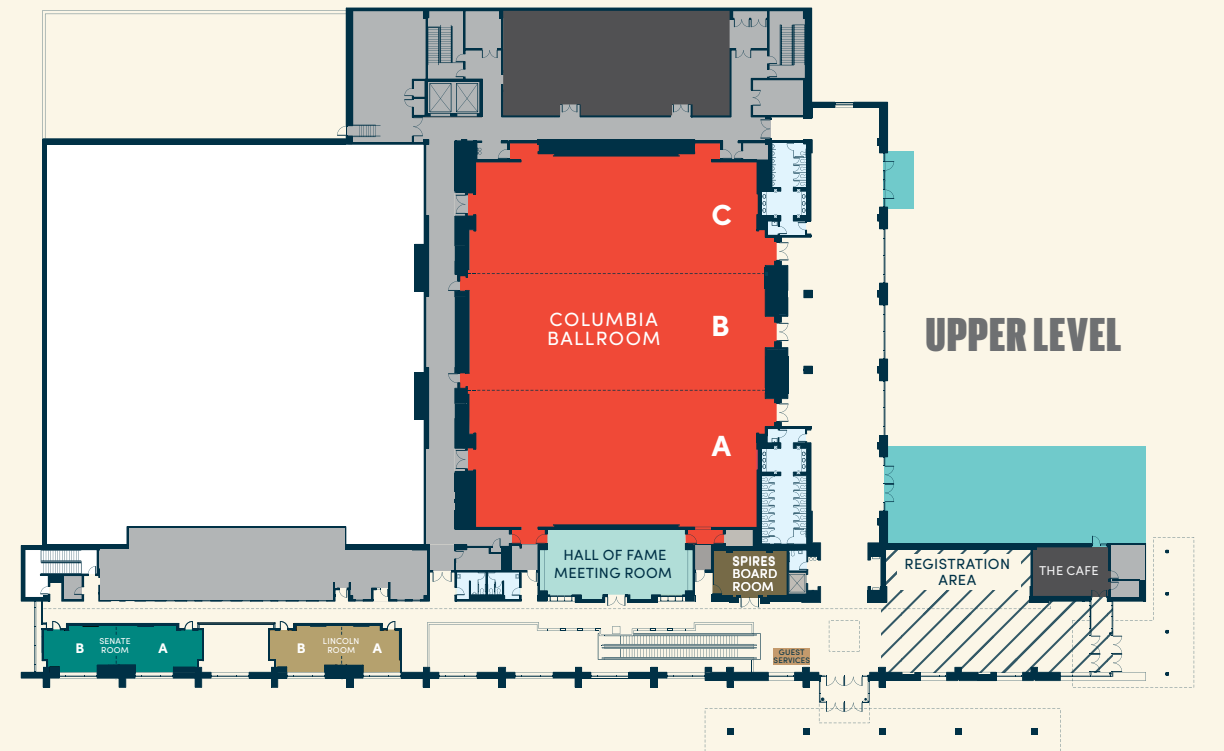 C
COLUMBIA
BALLROOM
B
UPPER LEVEL
A
HALL OF FAME
MEETING ROOM
SPIRES
BOARD
ROOM
REGISTRATION
AREA
THE CAFE
B
SENATE
ROOM
A
B
LINCOLN
ROOM
A
GUEST
SERVICES